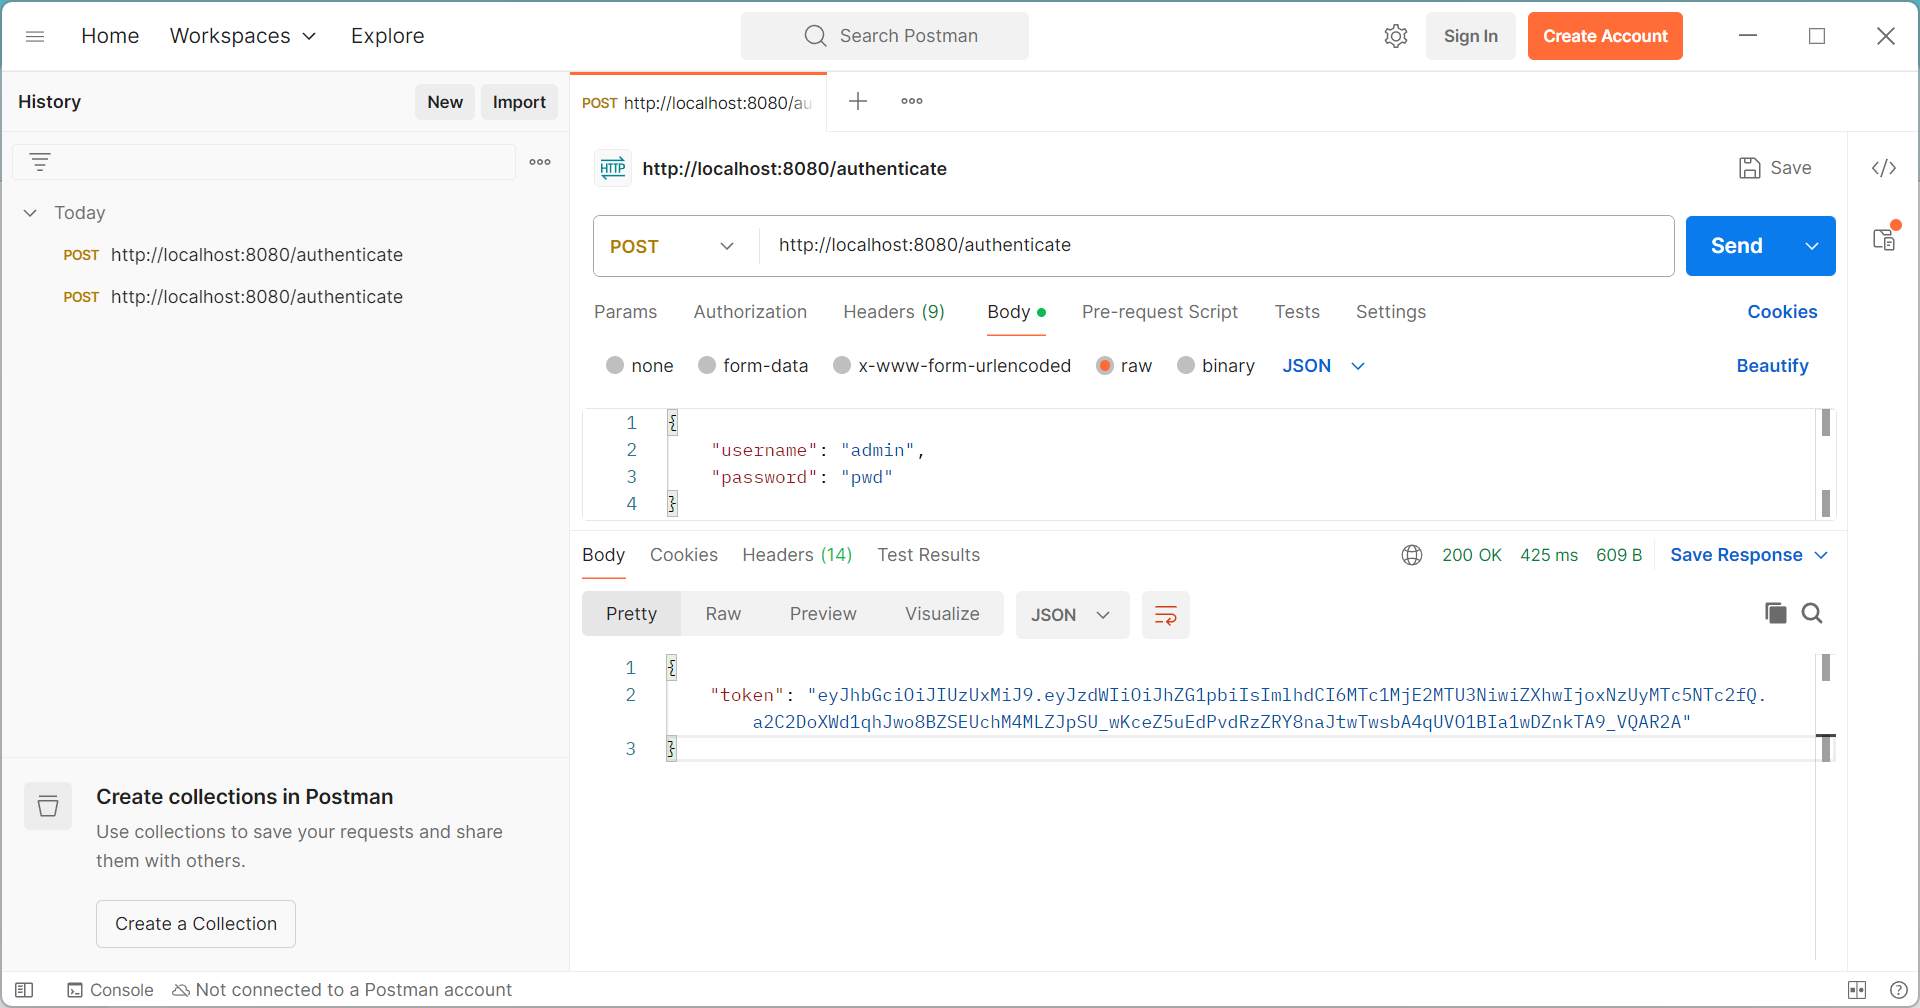 Home Workspaces Explore Search Postman Sign In Create Account
History New Import
POST http://localhost:8080/au
Today
POST http://localhost:8080/authenticate
POST http://localhost:8080/authenticate
Create collections in Postman
Use collections to save your requests and share
them with others.
Create a Collection
HTTP http://localhost:8080/authenticate Save
POST http://localhost:8080/authenticate Send
Params Authorization Headers (9) Body Pre-request Script Tests Settings Cookies
none form-data x-www-form-urlencoded raw binary JSON Beautify
1 {
2 "username": "admin",
3 "password": "pwd"
4 }
Body Cookies Headers (14) Test Results 200 OK 425 ms 609 B Save Response
Pretty Raw Preview Visualize JSON
1 {
2 "token": "eyJhbGciOiJIUzUxMiJ9.eyJzdWIiOiJhZG1pbiIsImlhdCI6MTc1MjE2MTU3NiwiZXhwIjoxNzUyMTc5NTc2fQ.
a2C2DoXWd1qhJwo8BZSEUchM4MLZJpSU_wKceZ5uEdPvdRzZRY8naJtwTwsbA4qUVO1BIa1wDZnkTA9_VQAR2A"
3 }
Console Not connected to a Postman account